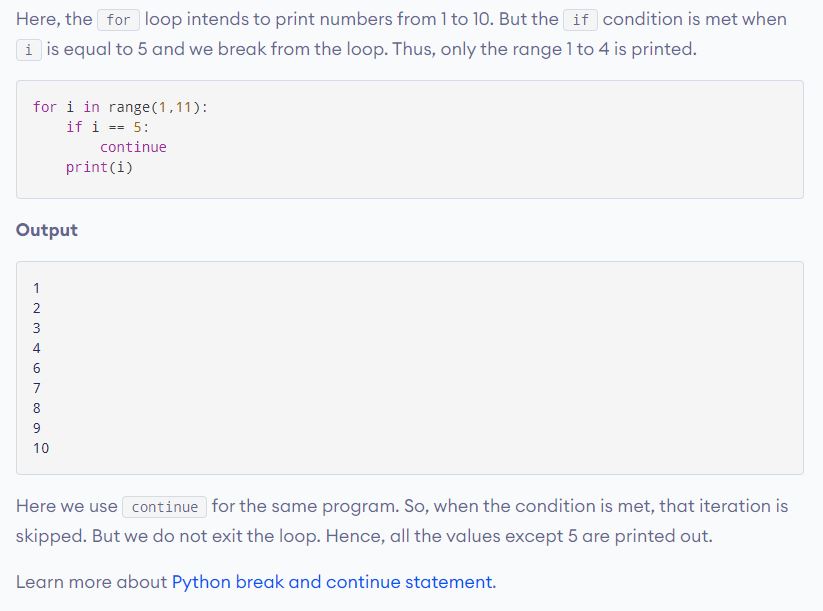 Here, the for loop intends to print numbers from 1 to 10. But the if condition is met when
i is equal to 5 and we break from the loop. Thus, only the range 1 to 4 is printed.
for i in range(1,11):
    if i == 5:
        continue
    print(i)
Output
1
2
3
4
6
7
8
9
10
Here we use continue for the same program. So, when the condition is met, that iteration is
skipped. But we do not exit the loop. Hence, all the values except 5 are printed out.
Learn more about Python break and continue statement.